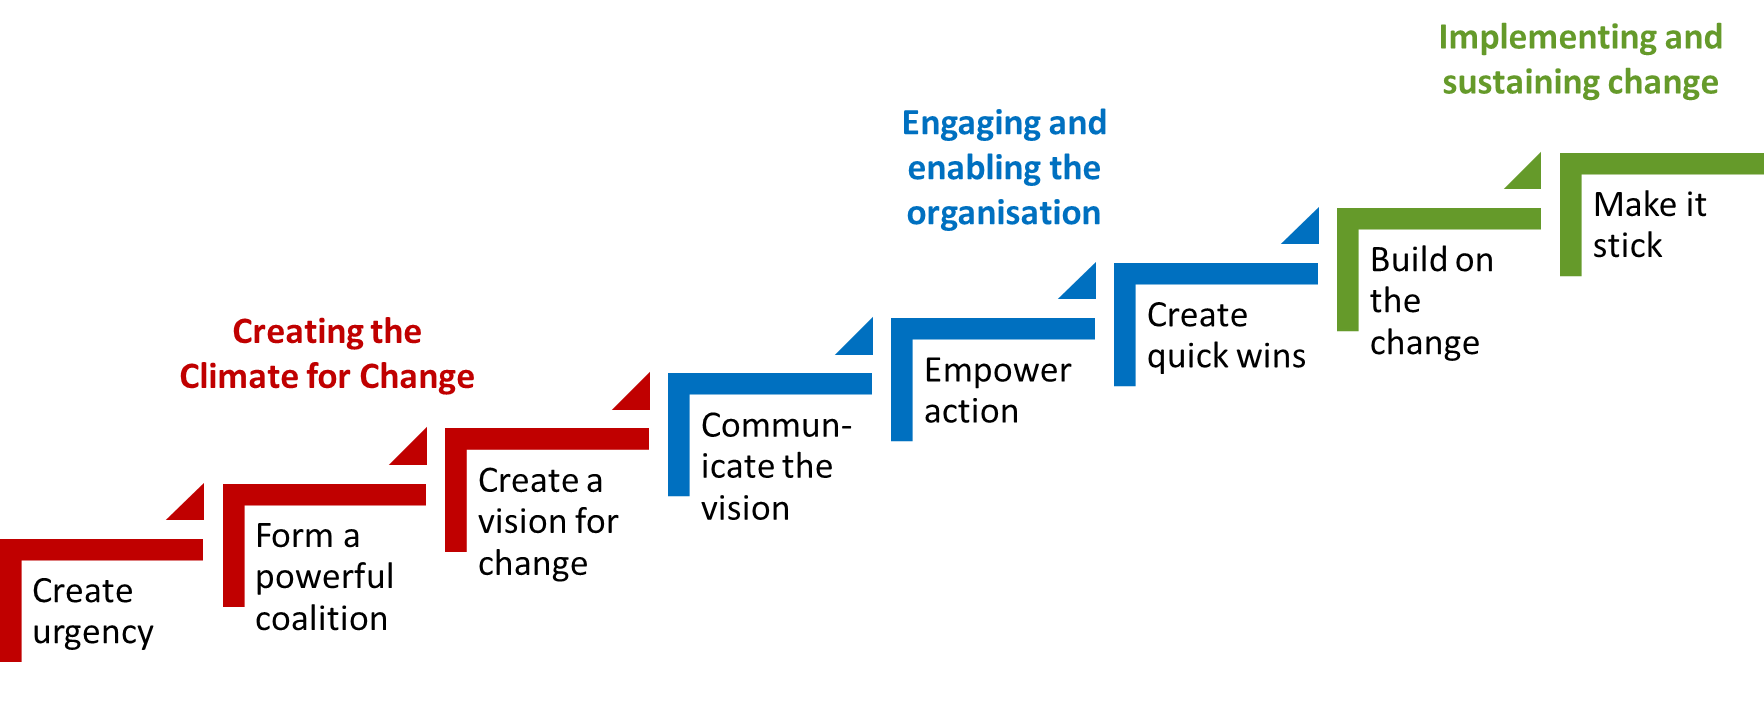 Implementing and
sustaining change
Engaging and
enabling the
organisation
Creating the
Climate for Change
Create
urgency
Form a
powerful
coalition
Create a
vision for
change
Commun-
icate the
vision
Empower
action
Create
quick wins
Build on
the
change
Make it
stick